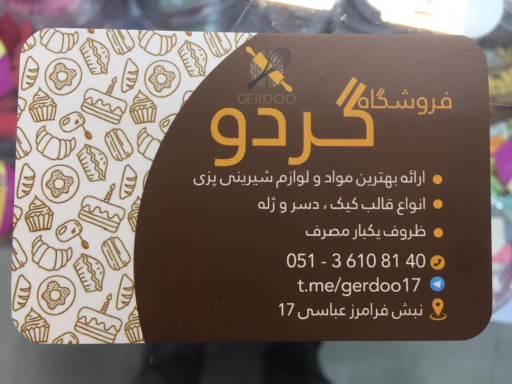 GERDOO
فروشگاه
گردو
ارائه بهترین مواد و لوازم شیرینی پزی
انواع قالب کیک ، دسر و ژله
ظروف یکبار مصرف
051 - 3 610 81 40
t.me/gerdoo17
نبش فرامرز عباسی 17